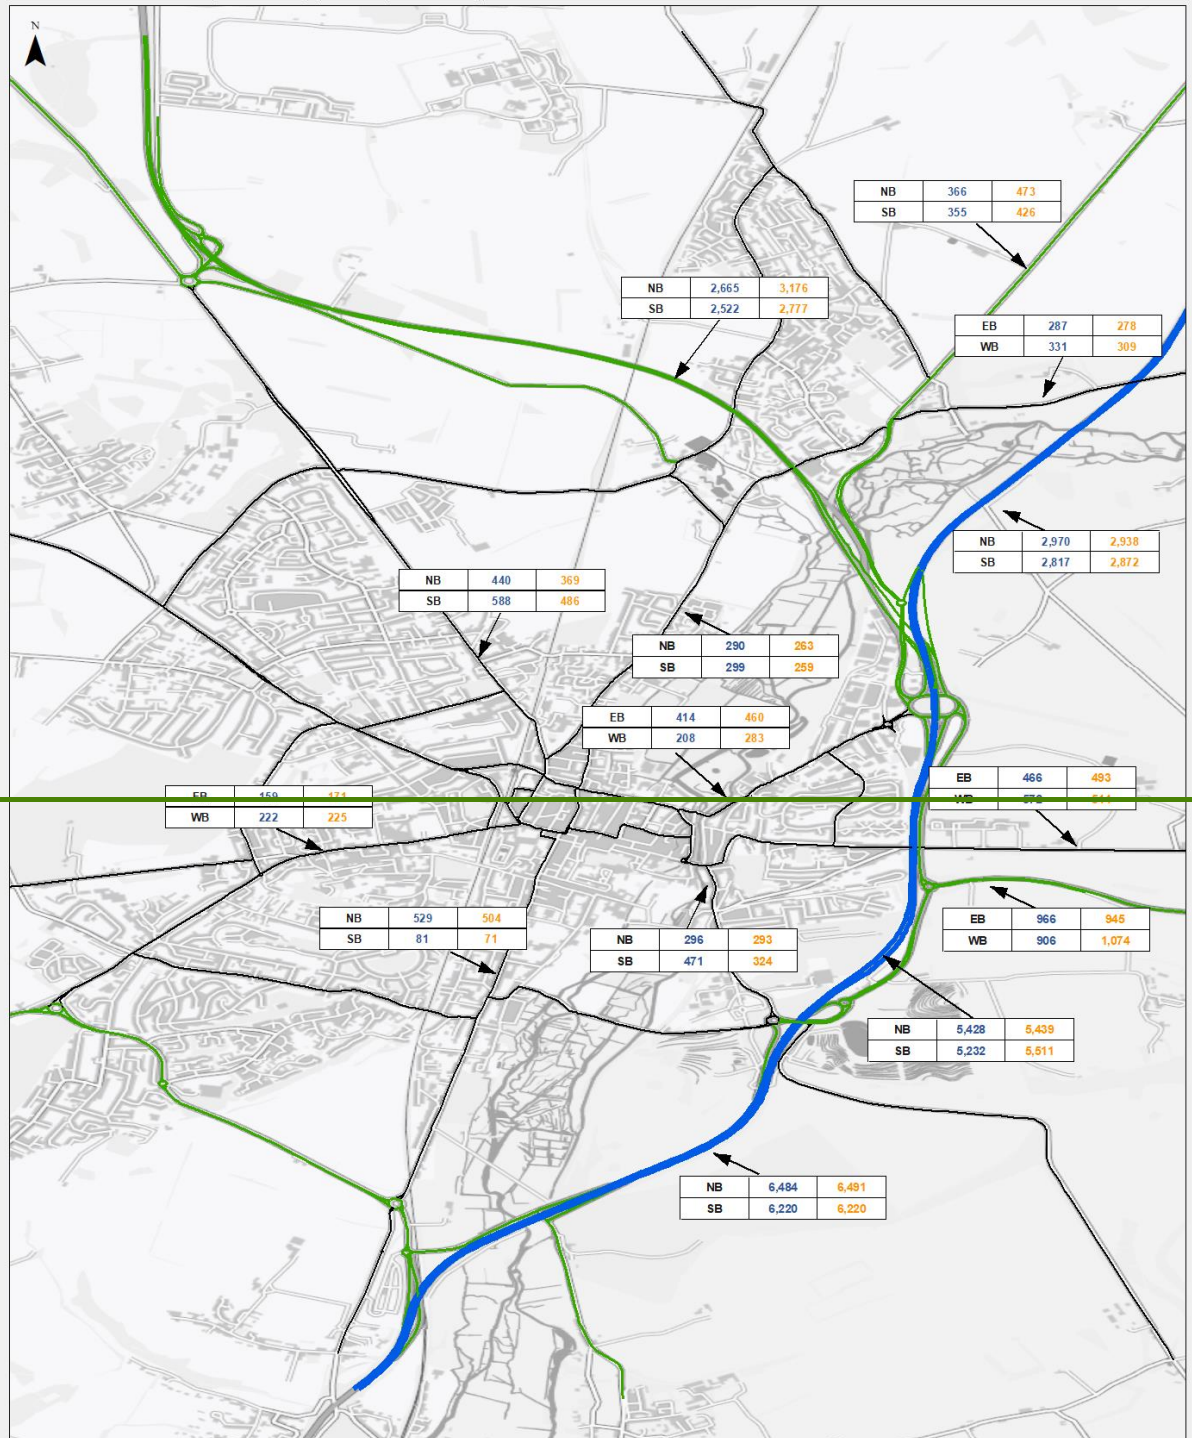 N
NB 366 473
SB 355 426
NB 2,665 3,176
SB 2,522 2,777
EB 287 278
WB 331 309
NB 2,970 2,938
SB 2,817 2,872
NB 440 369
SB 588 486
NB 290 263
SB 299 259
EB 414 460
WB 208 283
EB 466 493
WB
EB 159 171
WB 222 225
NB 529 504
SB 81 71
NB 296 293
SB 471 324
EB 966 945
WB 906 1,074
NB 5,428 5,439
SB 5,232 5,511
NB 6,484 6,491
SB 6,220 6,220